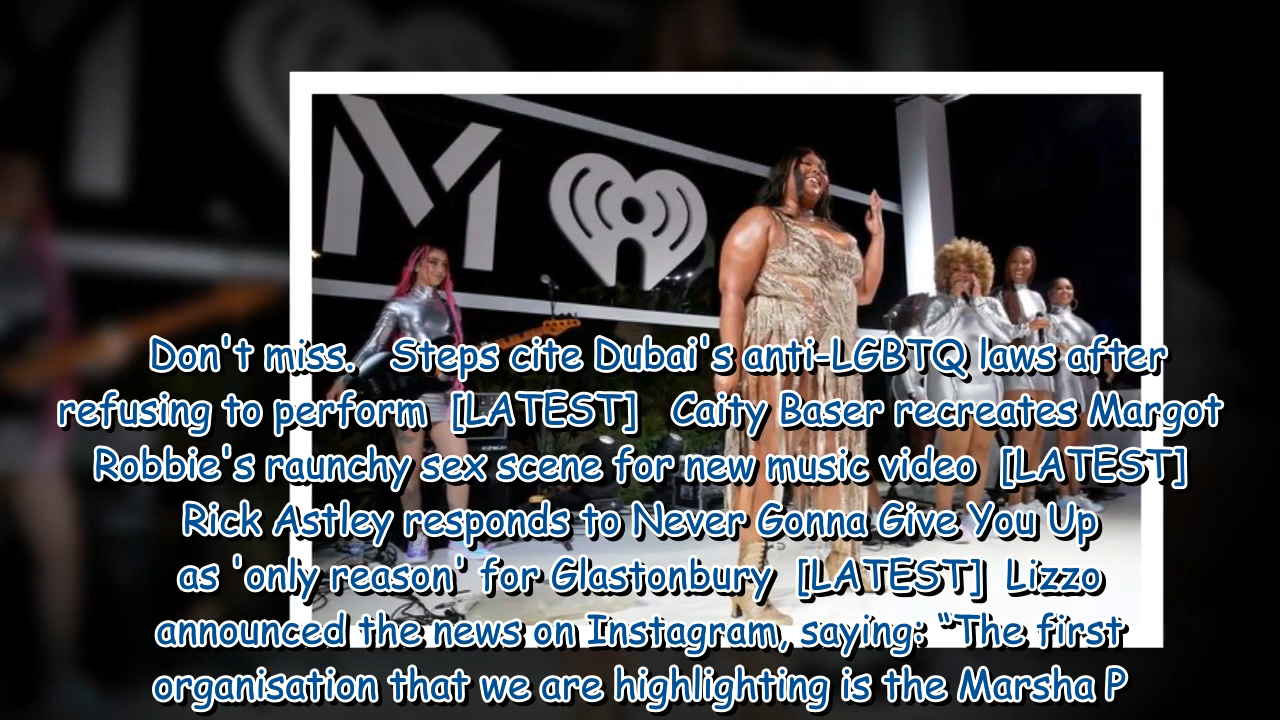 M
Don't miss. Steps cite Dubai's anti-LGBTQ laws after
refusing to perform [LATEST] Caity Baser recreates Margot
Robbie's raunchy sex scene for new music video [LATEST]
Rick Astley responds to Never Gonna Give You Up
as 'only reason' for Glastonbury [LATEST] Lizzo
announced the news on Instagram, saying: “The first
organisation that we are highlighting is the Marsha P